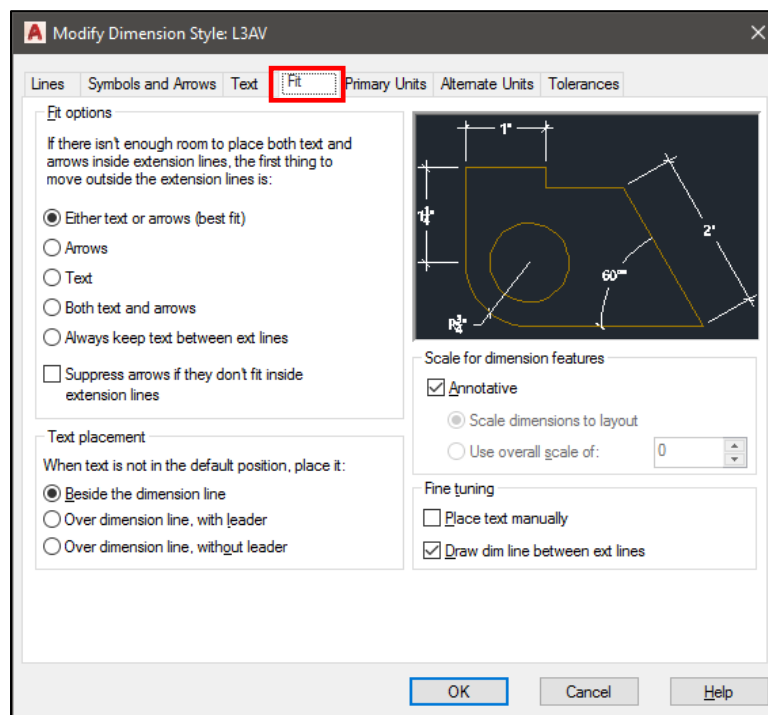 Modify Dimension Style: L3AV
Lines
Symbols and Arrows
Text
Fit
Primary Units
Alternate Units
Tolerances
Fit options
If there isn't enough room to place both text and
arrows inside extension lines, the first thing to
move outside the extension lines is:
Either text or arrows (best fit)
Arrows
Text
Both text and arrows
Always keep text between ext lines
Suppress arrows if they don't fit inside
extension lines
Text placement
When text is not in the default position, place it:
Beside the dimension line
Over dimension line, with leader
Over dimension line, without leader
1"
2"
Scale for dimension features
Annotative
Scale dimensions to layout
Use overall scale of:
0
Fine tuning
Place text manually
Draw dim line between ext lines
OK
Cancel
Help